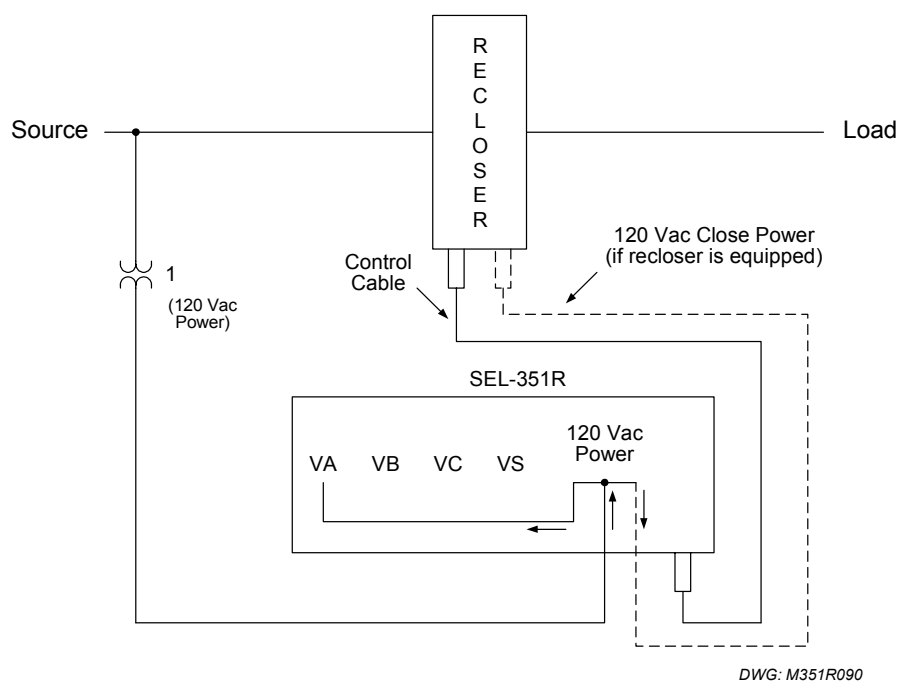 RECLOSER
Source
Load
120 Vac Close Power
(if recloser is equipped)
Control
Cable
1
(120 Vac
Power)
SEL-351R
120 Vac
Power
VA VB VC VS
DWG: M351R090